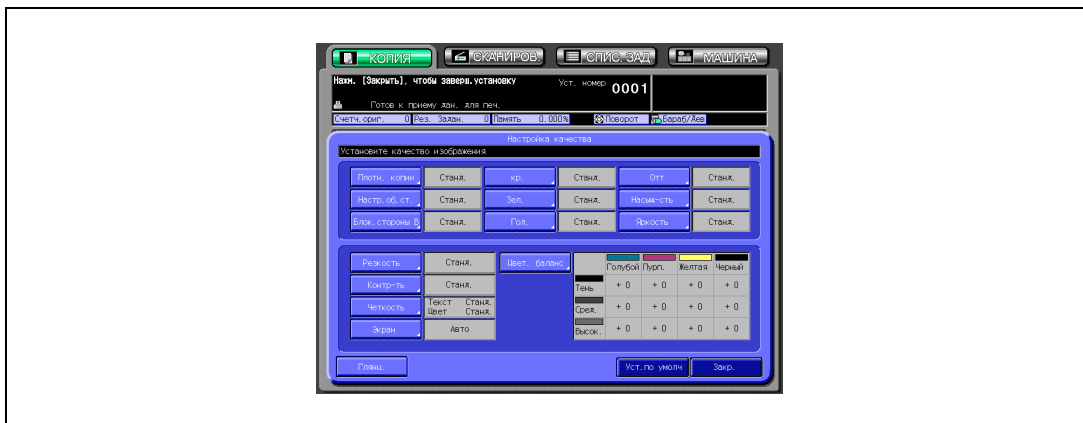 КОПИЯ СКАНИРОВ. СПИС.ЗАД. МАШИНА
Нажм. [Закрыть], чтобы заверш.установку
Уст. номер 0001
Готов к приему дан. для печ.
Счетч.ориг. 0 Рез. Задан. 0 Память 0.000% Поворот Бараб/Лев
Настройка качества
Установите качество изображения
Плотн. копии Станд. кр. Станд. Отт Станд.
Настр.об.ст. Станд. Зел. Станд. Насыщ-сть Станд.
Блок.стороны В Станд. Гол. Станд. Яркость Станд.
Резкость Станд. Цвет. баланс Голубой Пурп. Желтая Черный
Контр-ть Станд. Тень + 0 + 0 + 0 + 0
Четкость Текст Станд.
Цвет Станд. Сред. + 0 + 0 + 0 + 0
Экран Авто Высок. + 0 + 0 + 0 + 0
Глянц. Уст.по умолч Закр.